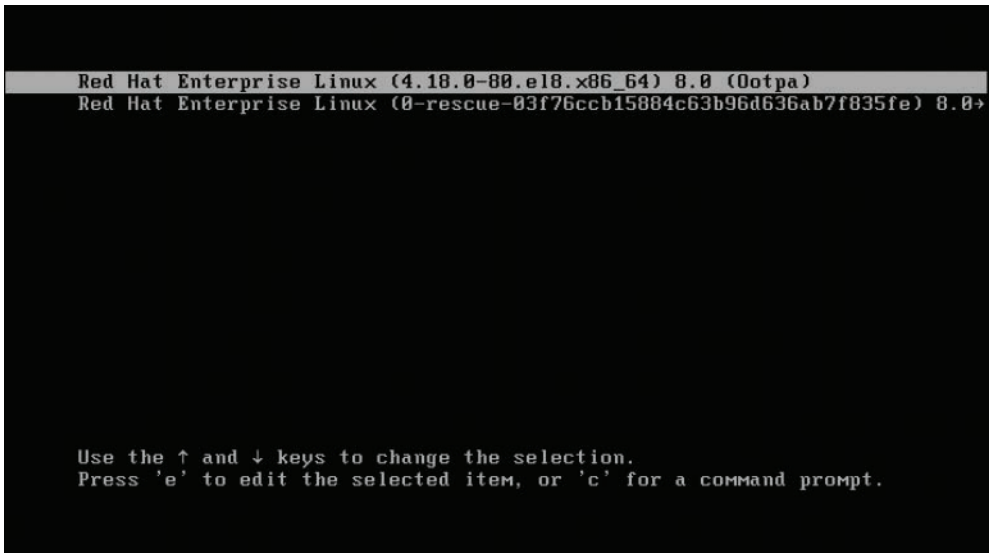 Red Hat Enterprise Linux (4.18.0-80.el8.x86_64) 8.0 (Ootpa)
Red Hat Enterprise Linux (0-rescue-03f76ccb15884c63b96d636ab7f835fe) 8.0→
Use the ↑ and ↓ keys to change the selection.
Press 'e' to edit the selected item, or 'c' for a command prompt.